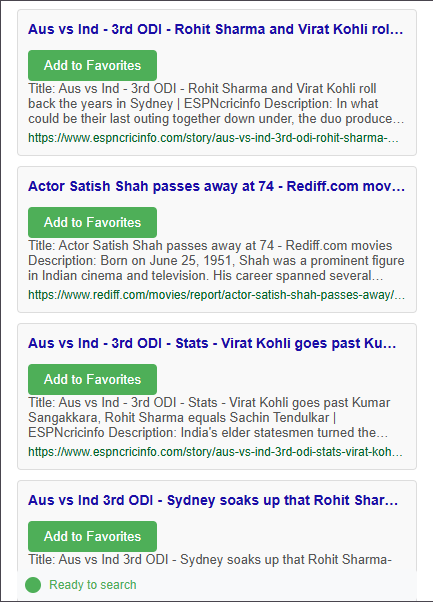 Aus vs Ind - 3rd ODI - Rohit Sharma and Virat Kohli rol...
Add to Favorites
Title: Aus vs Ind - 3rd ODI - Rohit Sharma and Virat Kohli roll
back the years in Sydney | ESPNcricinfo Description: In what
could be their last outing together down under, the duo produce...
https://www.espncricinfo.com/story/aus-vs-ind-3rd-odi-rohit-sharma-...
Actor Satish Shah passes away at 74 - Rediff.com mov...
Add to Favorites
Title: Actor Satish Shah passes away at 74 - Rediff.com movies
Description: Born on June 25, 1951, Shah was a prominent figure
in Indian cinema and television. His career spanned several...
https://www.rediff.com/movies/report/actor-satish-shah-passes-away/...
Aus vs Ind - 3rd ODI - Stats - Virat Kohli goes past Ku...
Add to Favorites
Title: Aus vs Ind - 3rd ODI - Stats - Virat Kohli goes past Kumar
Sangakkara, Rohit Sharma equals Sachin Tendulkar |
ESPNcricinfo Description: India's elder statesmen turned the...
https://www.espncricinfo.com/story/aus-vs-ind-3rd-odi-stats-virat-koh...
Aus vs Ind 3rd ODI - Sydney soaks up that Rohit Shar...
Add to Favorites
Title: Aus vs Ind 3rd ODI - Sydney soaks up that Rohit Sharma-
Ready to search